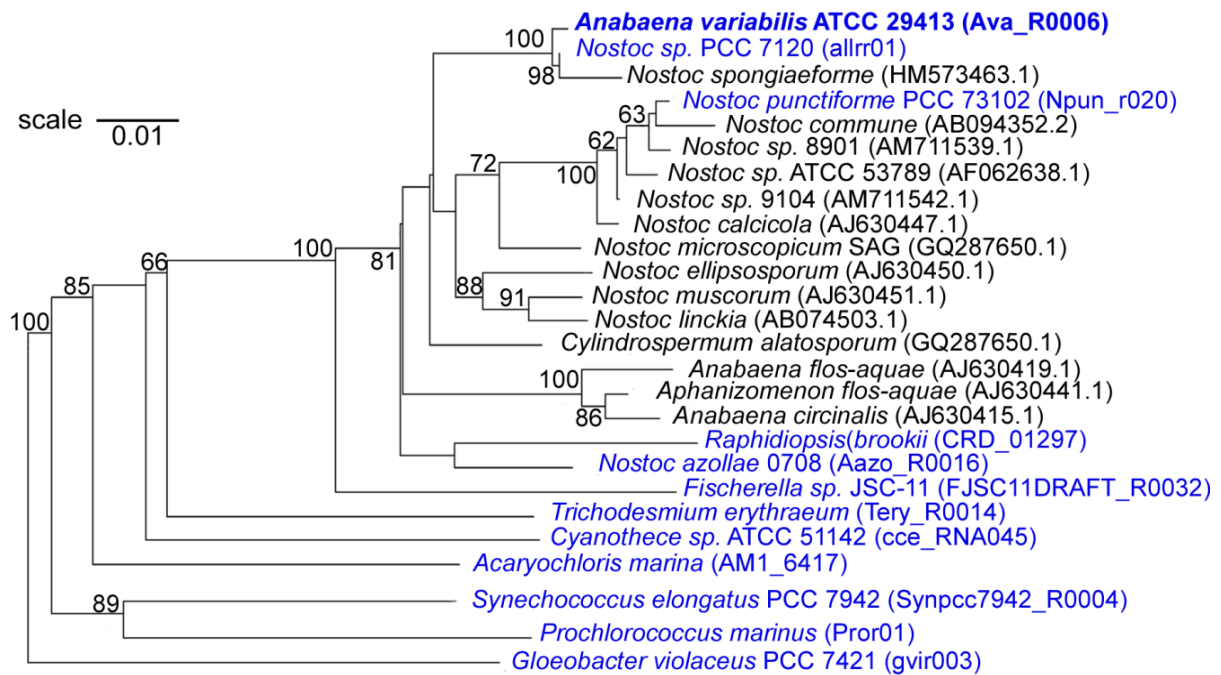 Anabaena variabilis ATCC 29413 (Ava_R0006)
100
Nostoc sp. PCC 7120 (allrr01)
98
Nostoc spongiaeforme (HM573463.1)
scale
0.01
Nostoc punctiforme PCC 73102 (Npun_r020)
63
Nostoc commune (AB094352.2)
62
Nostoc sp. 8901 (AM711539.1)
72
Nostoc sp. ATCC 53789 (AF062638.1)
100
Nostoc sp. 9104 (AM711542.1)
Nostoc calcicola (AJ630447.1)
100
Nostoc microscopicum SAG (GQ287650.1)
81
66
Nostoc ellipsosporum (AJ630450.1)
85
88
91
Nostoc muscorum (AJ630451.1)
100
Nostoc linckia (AB074503.1)
Cylindrospermum alatosporum (GQ287650.1)
100
Anabaena flos-aquae (AJ630419.1)
Aphanizomenon flos-aquae (AJ630441.1)
86
Anabaena circinalis (AJ630415.1)
Raphidiopsis(brookii (CRD_01297)
Nostoc azollae 0708 (Aazo_R0016)
Fischerella sp. JSC-11 (FJSC11DRAFT_R0032)
Trichodesmium erythraeum (Tery_R0014)
Cyanothece sp. ATCC 51142 (cce_RNA045)
Acaryochloris marina (AM1_6417)
89
Synechococcus elongatus PCC 7942 (Synpcc7942_R0004)
Prochlorococcus marinus (Pror01)
Gloeobacter violaceus PCC 7421 (gvir003)